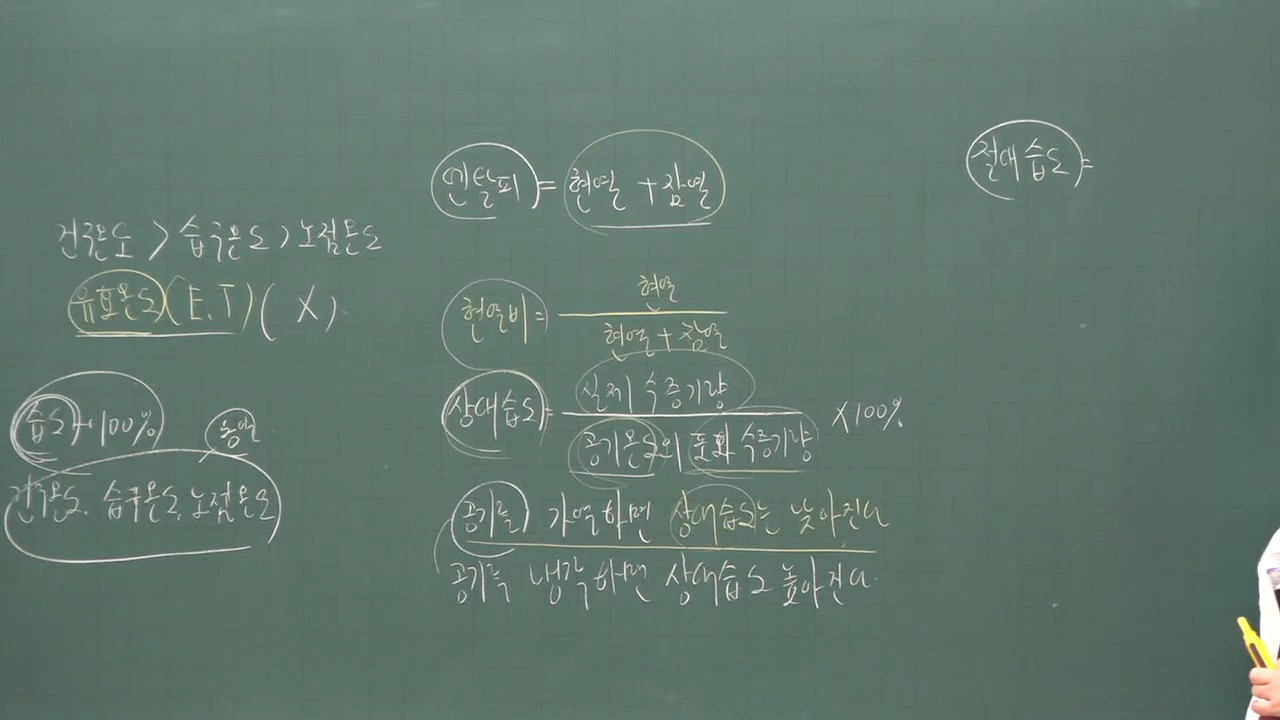 건구온도 > 습구온도 > 노점온도
유효온도 (E.T) ( X )
습도 100%
동일
건구온도. 습구온도. 노점온도
엔탈피 = 현열 + 잠열
현열비 = 현열
현열 + 잠열
상대습도 = 실제 수증기량
공기온도의 포화 수증기량 X100%
공기를 가열하면 상대습도는 낮아진다
공기를 냉각하면 상대습도 높아진다.
절대습도 =